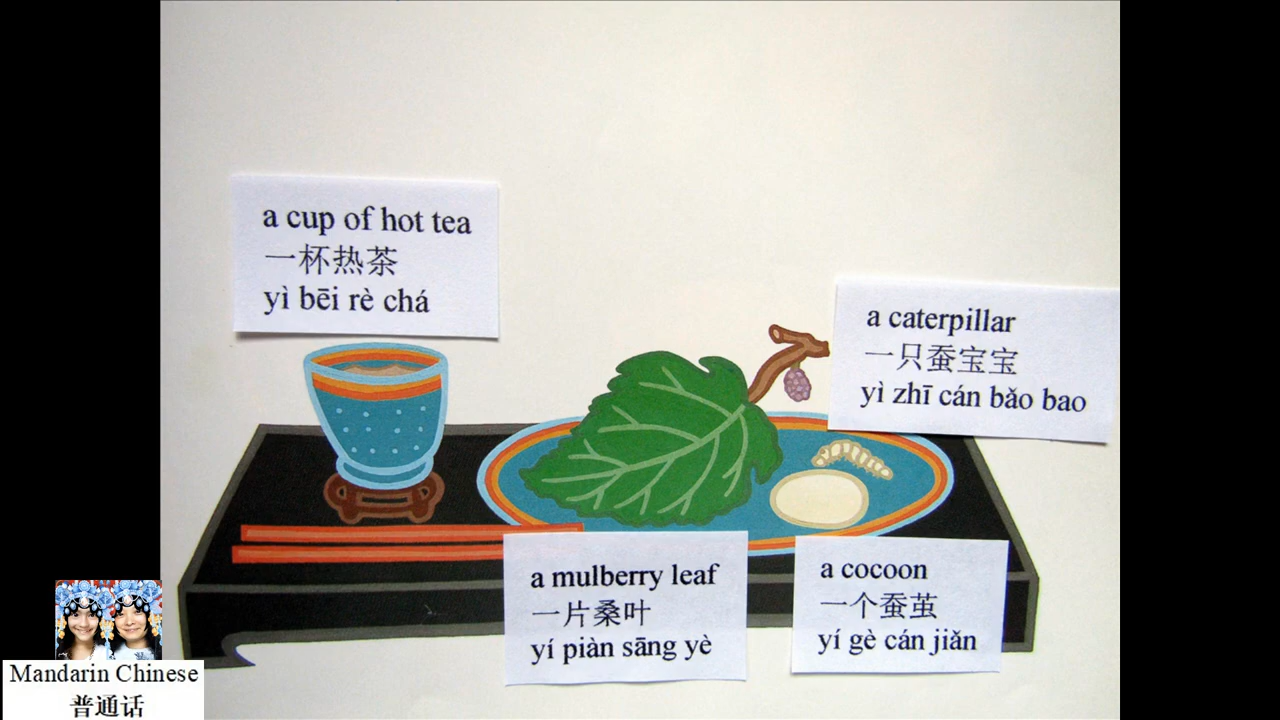 a cup of hot tea
一杯热茶
yì bēi rè chá
a caterpillar
一只蚕宝宝
yì zhī cán bǎo bao
a mulberry leaf
一片桑叶
yí piàn sāng yè
a cocoon
一个蚕茧
yí gè cán jiǎn
Mandarin Chinese
普通话